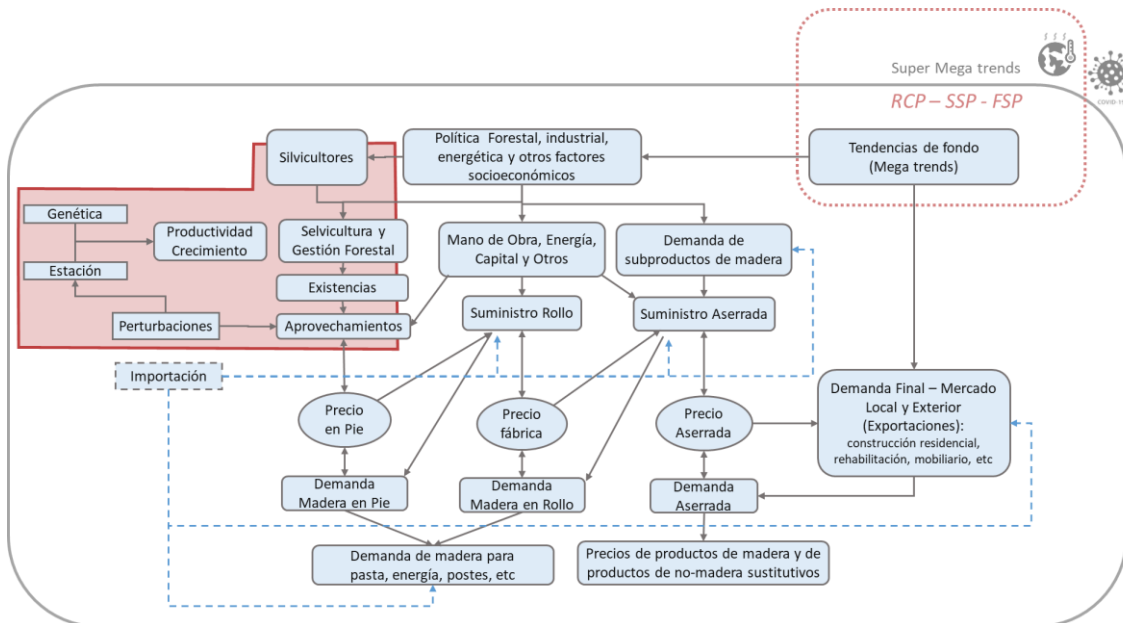 Super Mega trends
COVID-19
RCP – SSP - FSP
Silvicultores
Política Forestal, industrial,
energética y otros factores
socioeconómicos
Tendencias de fondo
(Mega trends)
Genética
Productividad
Crecimiento
Selvicultura y
Gestión Forestal
Mano de Obra, Energía,
Capital y Otros
Demanda de
subproductos de madera
Estación
Existencias
Perturbaciones
Aprovechamientos
Suministro Rollo
Suministro Aserrada
Importación
Precio
en Pie
Precio
fábrica
Precio
Aserrada
Demanda Final – Mercado
Local y Exterior
(Exportaciones):
construcción residencial,
rehabilitación, mobiliario, etc
Demanda
Madera en Pie
Demanda
Madera en Rollo
Demanda
Aserrada
Demanda de madera para
pasta, energía, postes, etc
Precios de productos de madera y de
productos de no-madera sustitutivos